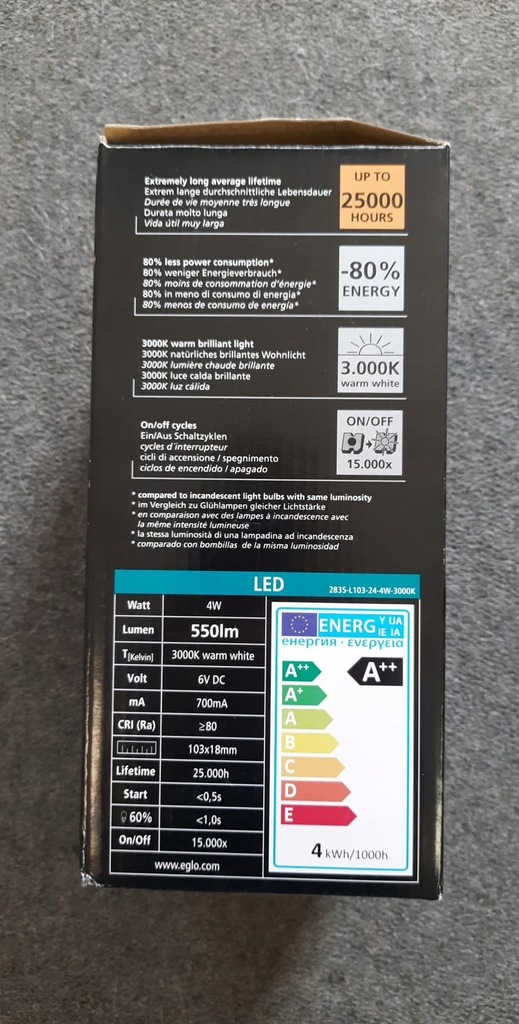 Extremely long average lifetime
Extrem lange durchschnittliche Lebensdauer
Durée de vie moyenne très longue
Durata molto lunga
Vida útil muy larga
UP TO
25000
HOURS
80% less power consumption*
80% weniger Energieverbrauch*
80% moins de consommation d'énergie*
80% in meno di consumo di energia*
80% menos de consumo de energía*
-80%
ENERGY
3000K warm brilliant light
3000K natürliches brillantes Wohnlicht
3000K lumière chaude brillante
3000K luce calda brillante
3000K luz cálida
3.000K
warm white
On/off cycles
Ein/Aus Schaltzyklen
cycles d'interrupteur
cicli di accensione / spegnimento
ciclos de encendido / apagado
ON/OFF
15.000x
* compared to incandescent light bulbs with same luminosity
* im Vergleich zu Glühlampen gleicher Lichtstärke
* en comparaison avec des lampes à incandescence avec
la même intensité lumineuse
* la stessa luminosità di una lampadina ad incandescenza
* comparado con bombillas de la misma luminosidad
LED
2835-L103-24-4W-3000K
Watt 4W
Lumen 550lm
T[Kelvin] 3000K warm white
Volt 6V DC
mA 700mA
CRI (Ra) ≥80
103x18mm
Lifetime 25.000h
Start <0,5s
60% <1,0s
On/Off 15.000x
www.eglo.com
ENERG Y UA
IE IA
енергия · ενεργεια
A++
A++
A+
A
B
C
D
E
4 kWh/1000h